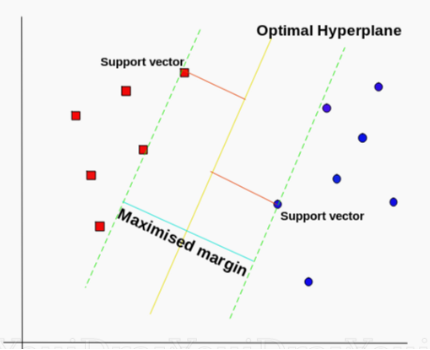 Optimal Hyperplane
Support vector
Support vector
Maximised margin